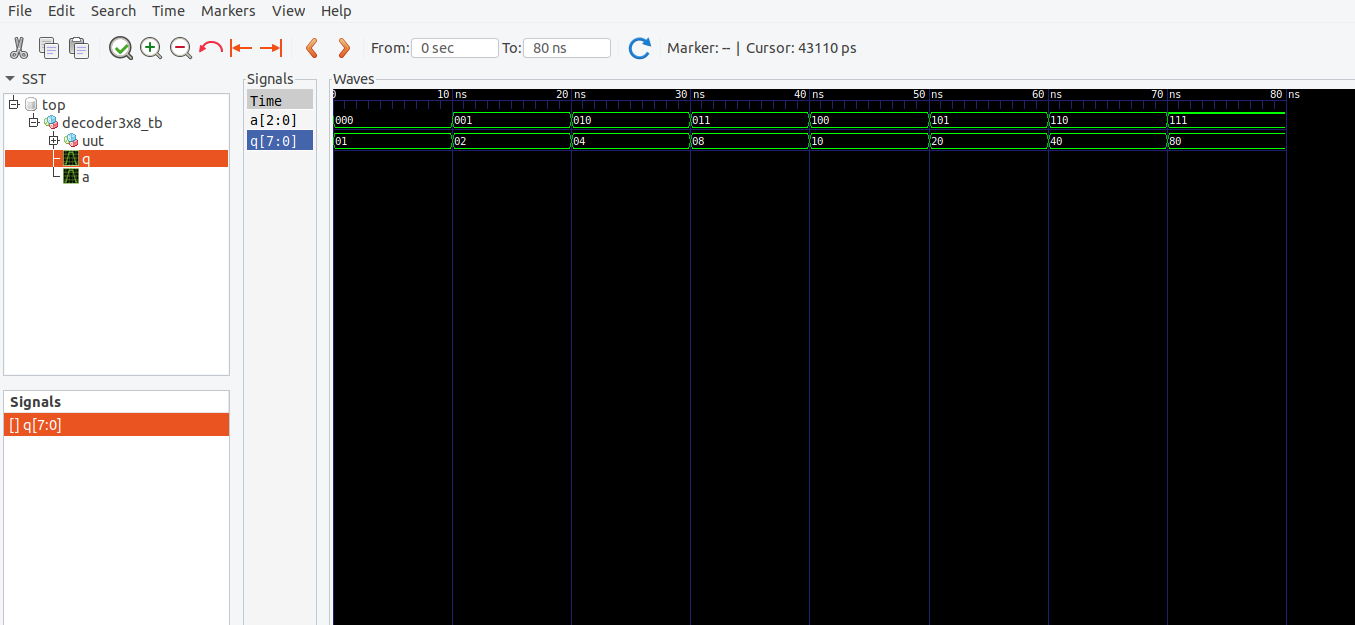 File Edit Search Time Markers View Help
From: 0 sec To: 80 ns Marker: -- | Cursor: 43110 ps
SST
top
decoder3x8_tb
uut
q
a
Signals
[] q[7:0]
Signals
Time
a[2:0]
q[7:0]
Waves
0 10 ns 20 ns 30 ns 40 ns 50 ns 60 ns 70 ns 80 ns
000 001 010 011 100 101 110 111
01 02 04 08 10 20 40 80